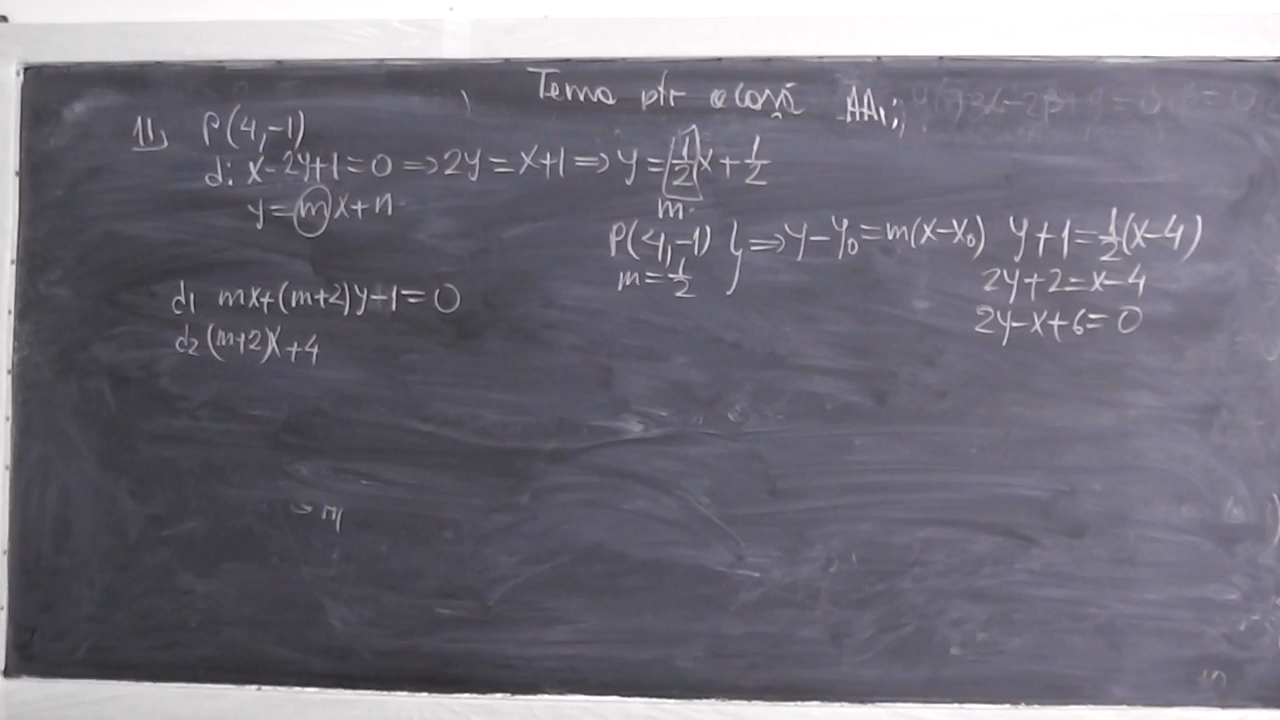 Tema ptr acasă AA₁;
11, P(4,-1)
d: x-2y+1=0 => 2y=x+1 => y=1/2x+1/2
y=mx+n
m.
P(4,-1) } => y-y₀=m(x-x₀) y+1=1/2(x-4)
m=1/2
2y+2=x-4
2y-x+6=0
d₁ mx+(m+2)y-1=0
d₂ (m+2)x+4